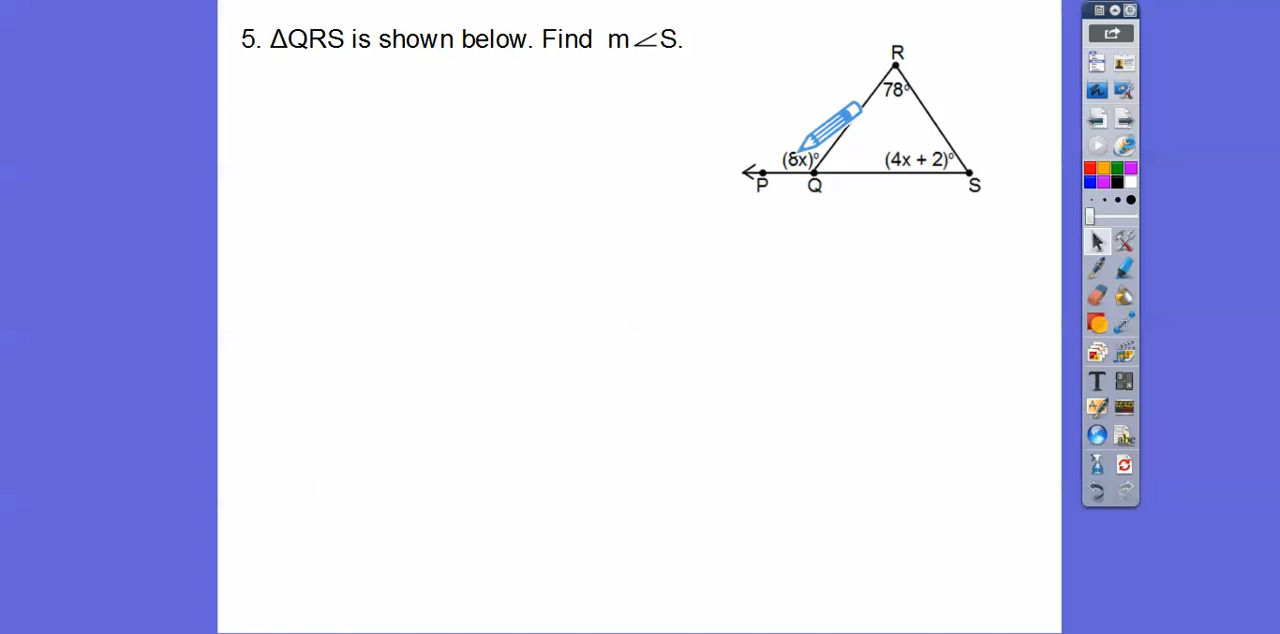 5. ΔQRS is shown below. Find m∠S.
R
78°
(8x)° (4x + 2)°
P Q S